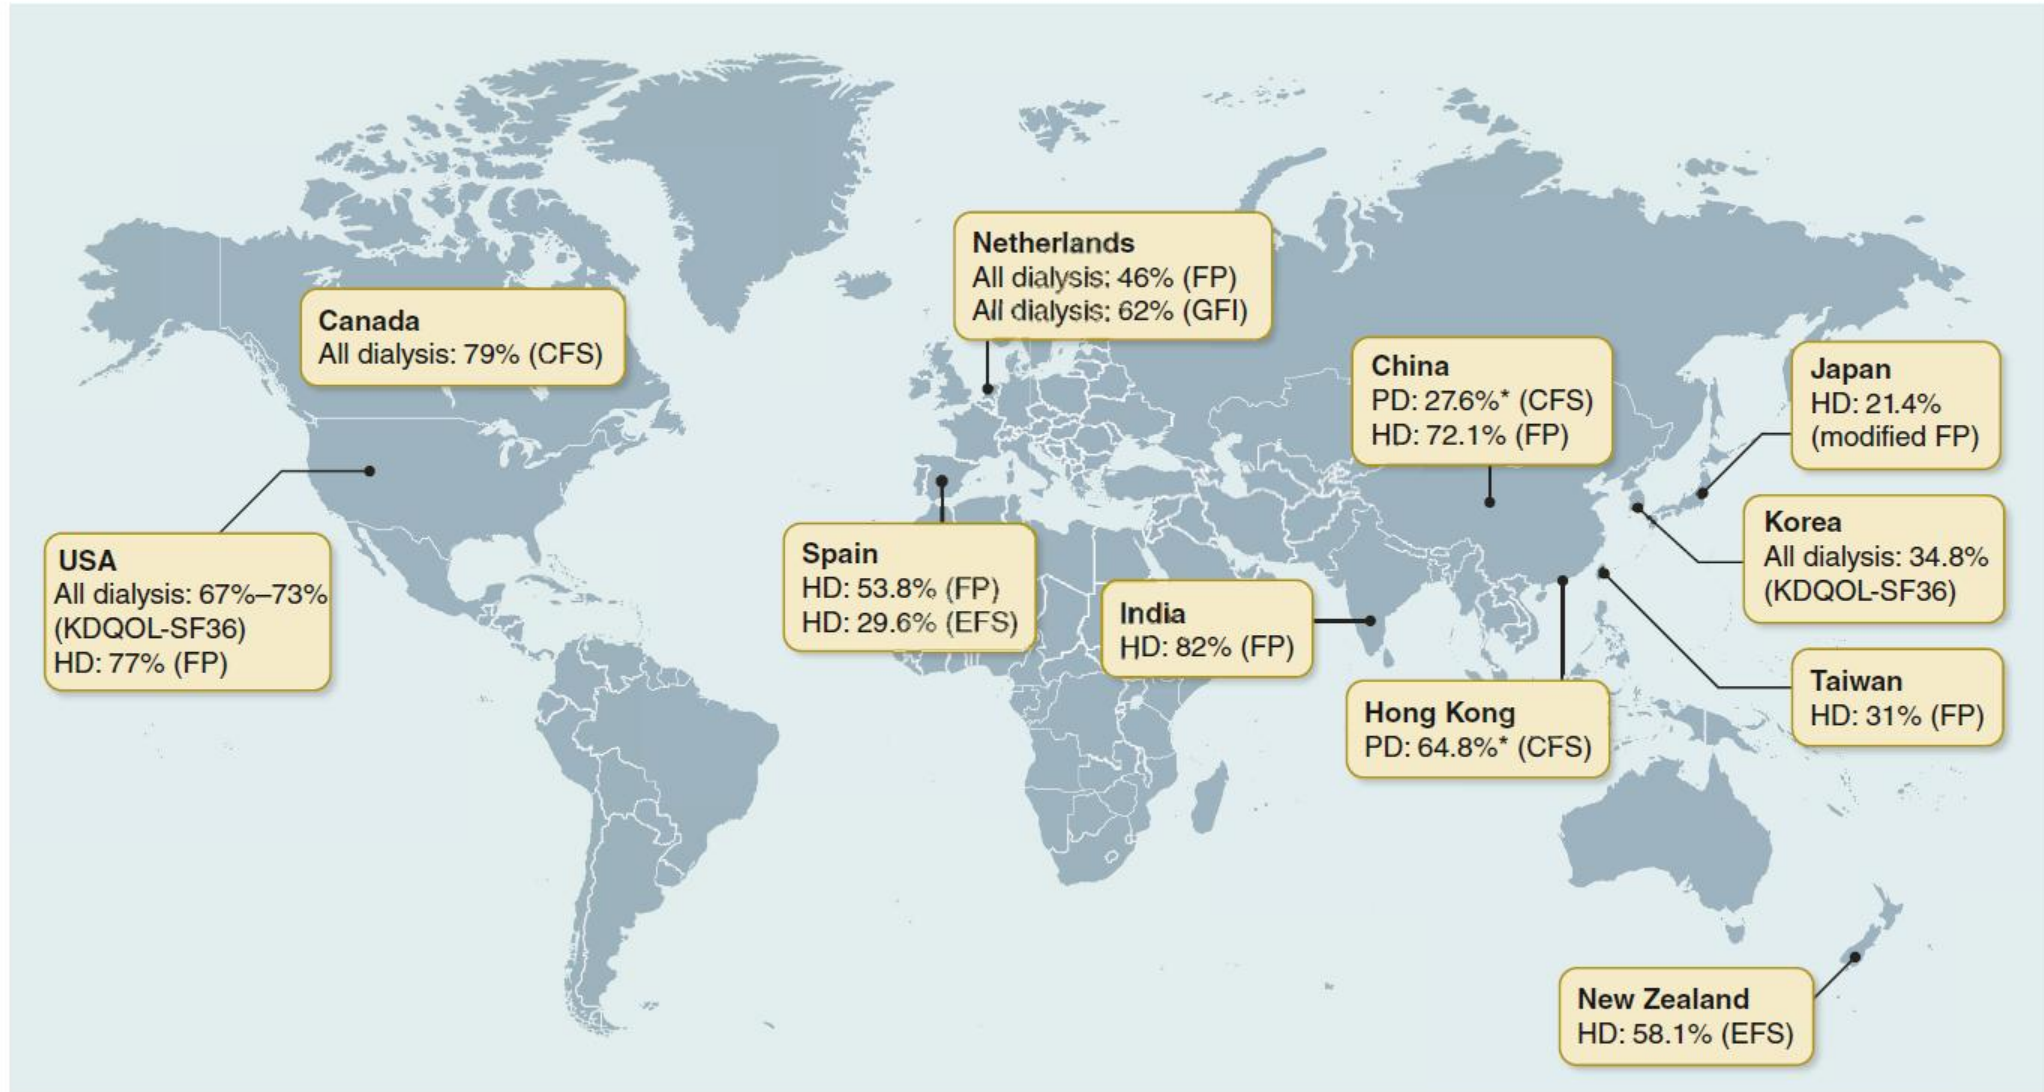 Netherlands
All dialysis: 46% (FP)
All dialysis: 62% (GFI)
Canada
All dialysis: 79% (CFS)
China
PD: 27.6%* (CFS)
HD: 72.1% (FP)
Japan
HD: 21.4%
(modified FP)
Korea
All dialysis: 34.8%
(KDQOL-SF36)
USA
All dialysis: 67%–73%
(KDQOL-SF36)
HD: 77% (FP)
Spain
HD: 53.8% (FP)
HD: 29.6% (EFS)
India
HD: 82% (FP)
Taiwan
HD: 31% (FP)
Hong Kong
PD: 64.8%* (CFS)
New Zealand
HD: 58.1% (EFS)